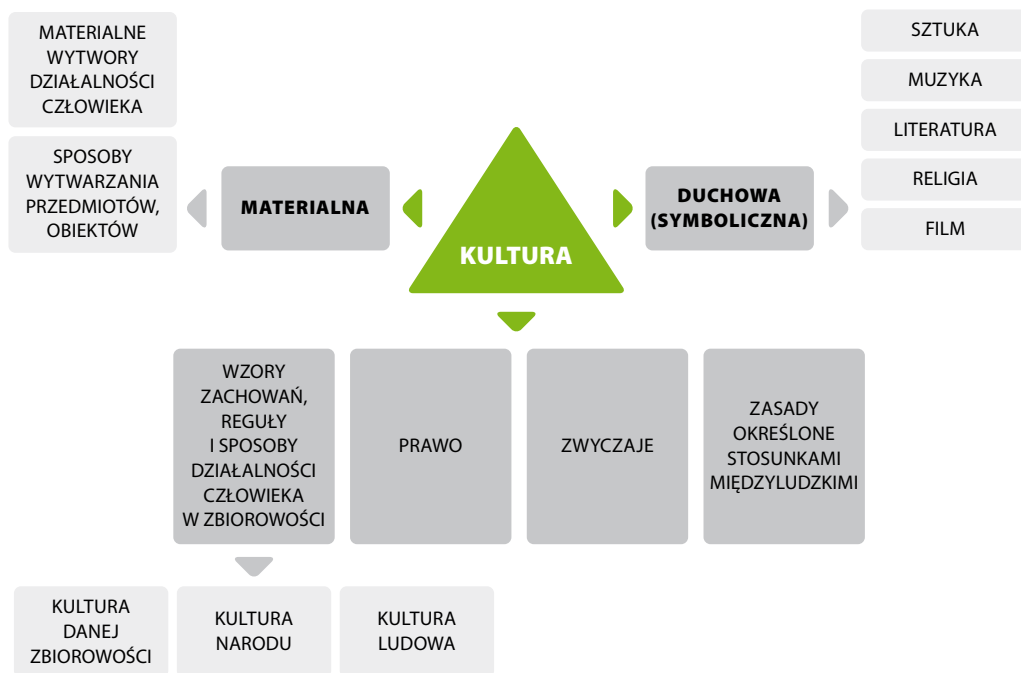 MATERIALNE
WYTWORY
DZIAŁALNOŚCI
CZŁOWIEKA
SPOSOBY
WYTWARZANIA
PRZEDMIOTÓW,
OBIEKTÓW
MATERIALNA
KULTURA
DUCHOWA
(SYMBOLICZNA)
SZTUKA
MUZYKA
LITERATURA
RELIGIA
FILM
WZORY
ZACHOWAŃ,
REGUŁY
I SPOSOBY
DZIAŁALNOŚCI
CZŁOWIEKA
W ZBIOROWOŚCI
PRAWO
ZWYCZAJE
ZASADY
OKREŚLONE
STOSUNKAMI
MIĘDZYLUDZKIMI
KULTURA
DANEJ
ZBIOROWOŚCI
KULTURA
NARODU
KULTURA
LUDOWA